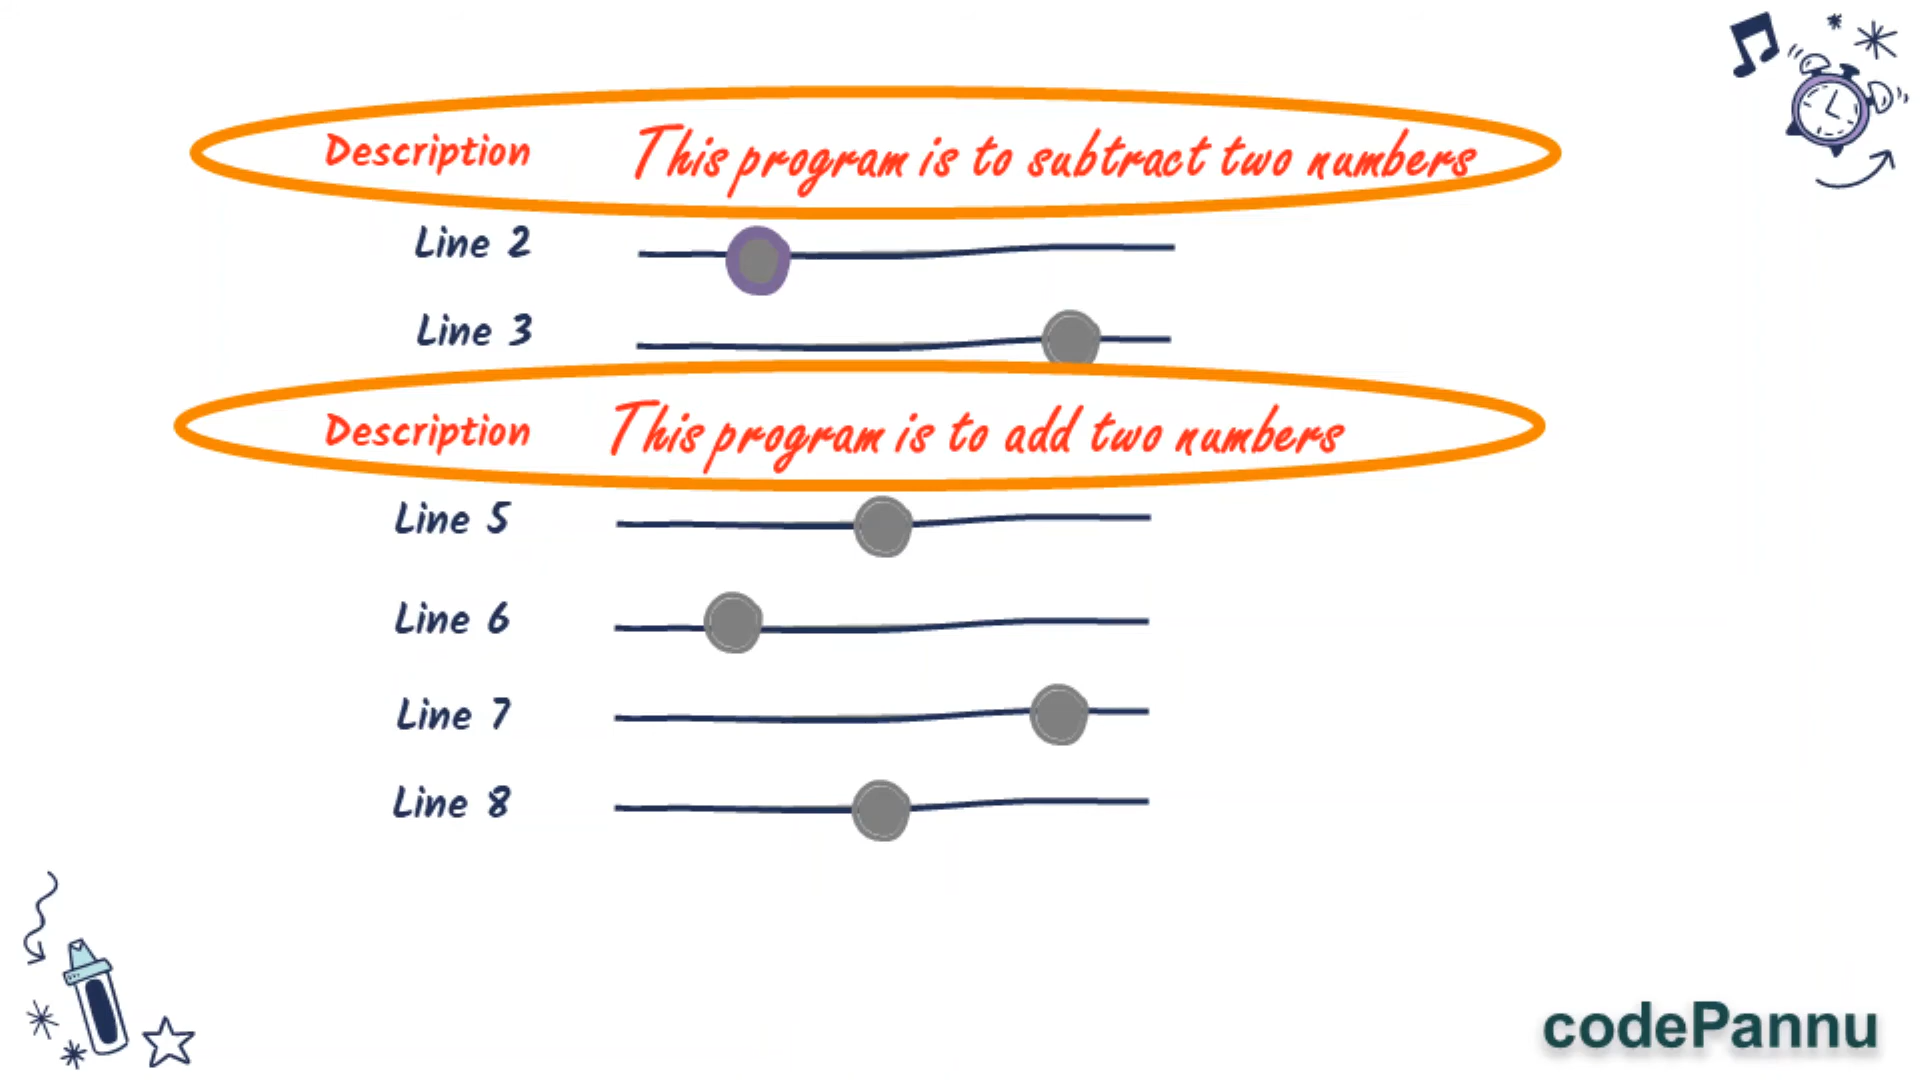 Description This program is to subtract two numbers
Line 2
Line 3
Description This program is to add two numbers
Line 5
Line 6
Line 7
Line 8
codePannu